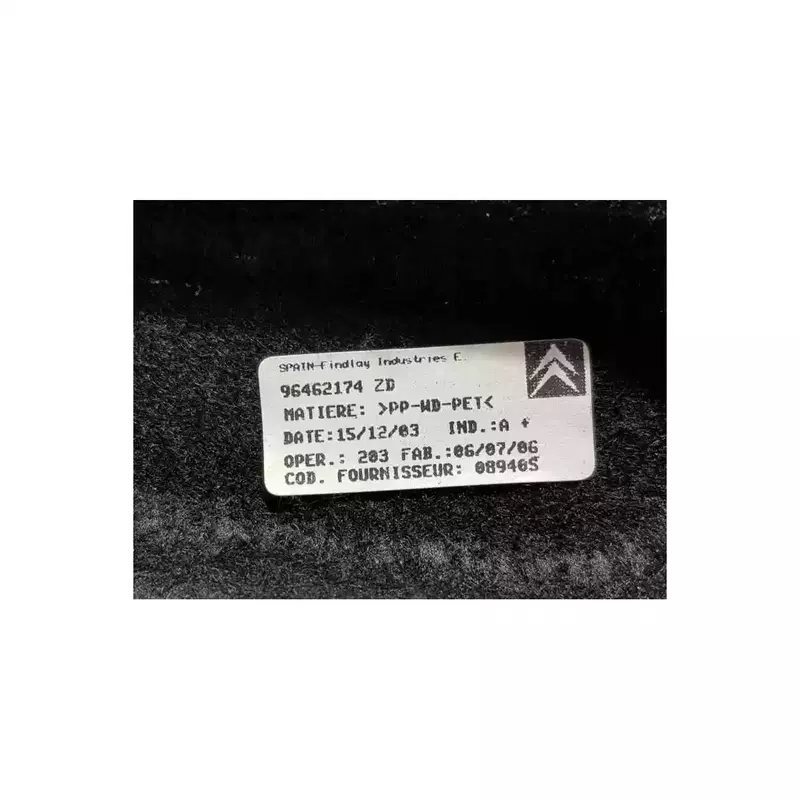 SPAIN-Findlay Industries E.
96462174 ZD
MATIERE: >PP-WD-PET<
DATE:15/12/03 IND.:A +
OPER.: 203 FAB.:06/07/06
COD. FOURNISSEUR: 08940S